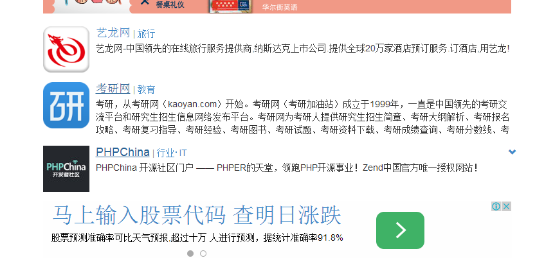 餐桌礼仪
华尔街英语
艺龙网 | 旅行
艺龙网-中国领先的在线旅行服务提供商,纳斯达克上市公司,提供全球20万家酒店预订服务,订酒店,用艺龙!
研
考研网 | 教育
考研，从考研网（kaoyan.com）开始。考研网（考研加油站）成立于1999年，一直是中国领先的考研交
流平台和研究生招生信息网络发布平台。考研网为考研人提供研究生招生简章、考研大纲解析、考研报名
攻略、考研复习指导、考研经验、考研图书、考研试题、考研资料下载、考研成绩查询、考研分数线、考
PHPChina
开源社区门户
PHPChina | 行业·IT
PHPChina 开源社区门户 —— PHPER的天堂，领跑PHP开源事业！Zend中国官方唯一授权网站！
马上输入股票代码 查明日涨跌
股票预测准确率可比天气预报,超过十万 人进行预测，据统计准确率91.8%